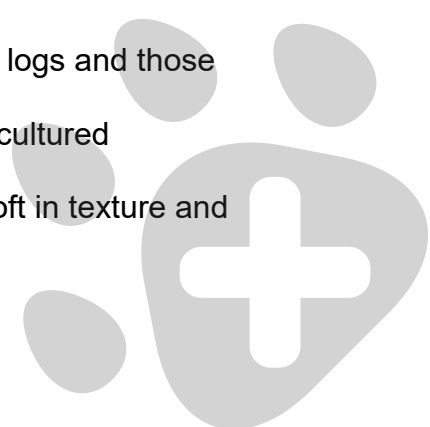 logs and those
cultured
oft in texture and